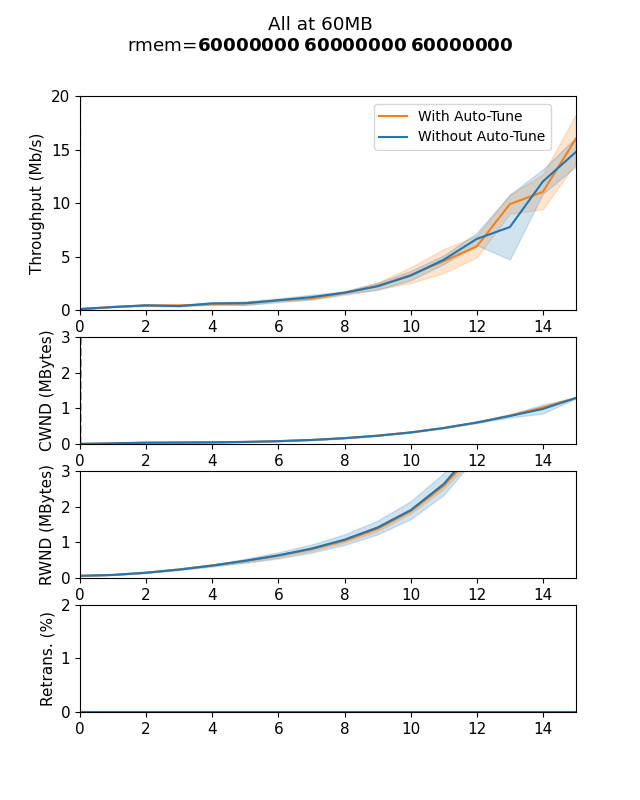 All at 60MB
rmem=60000000 60000000 60000000
20
15
10
5
0
Throughput (Mb/s)
With Auto-Tune
Without Auto-Tune
0 2 4 6 8 10 12 14
3
2
1
0
CWND (MBytes)
0 2 4 6 8 10 12 14
3
2
1
0
RWND (MBytes)
0 2 4 6 8 10 12 14
2
1
0
Retrans. (%)
0 2 4 6 8 10 12 14